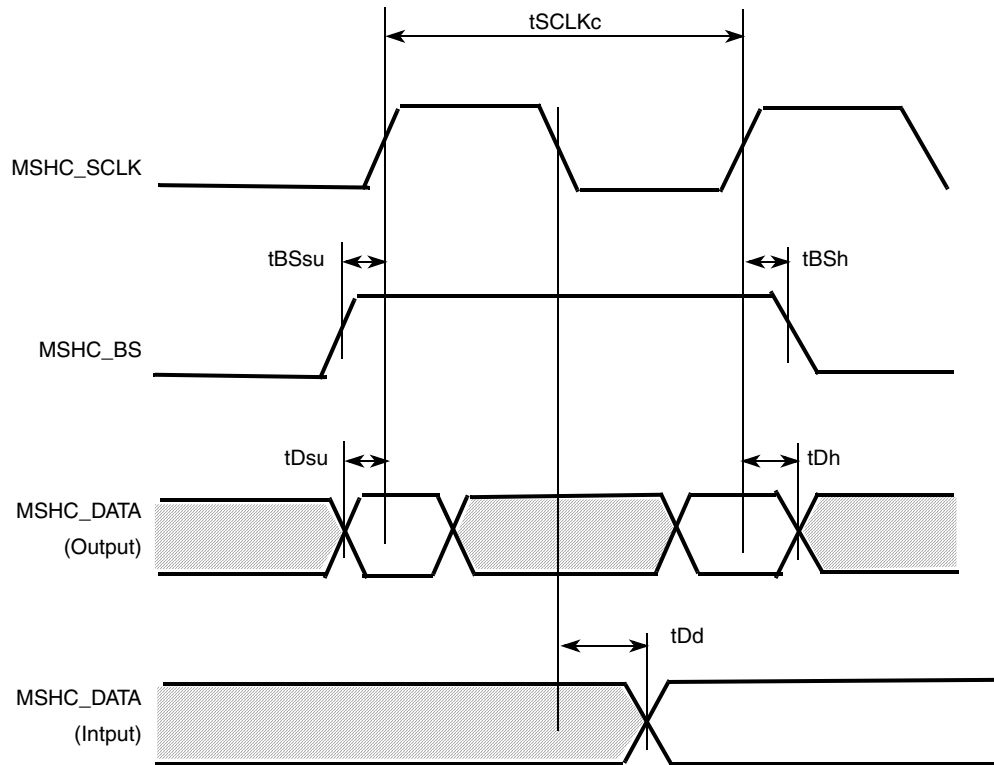 tSCLKc
MSHC_SCLK
tBSsu
tBSh
MSHC_BS
tDsu
tDh
MSHC_DATA
(Output)
tDd
MSHC_DATA
(Intput)